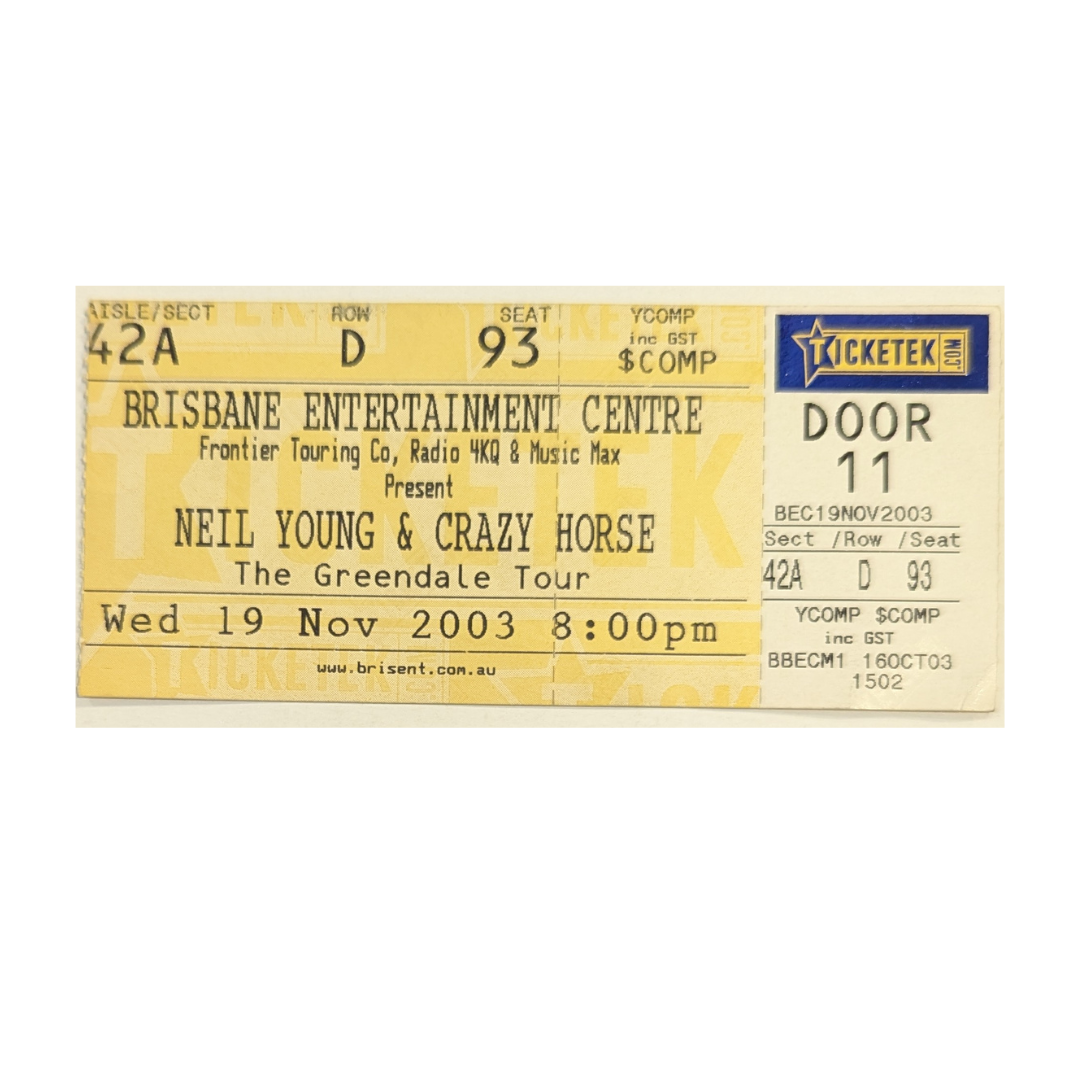 AISLE/SECT ROW SEAT YCOMP
inc GST
42A D 93 $COMP
BRISBANE ENTERTAINMENT CENTRE
Frontier Touring Co, Radio 4KQ & Music Max
Present
NEIL YOUNG & CRAZY HORSE
The Greendale Tour
Wed 19 Nov 2003 8:00pm
www.brisent.com.au
TICKETEK.COM
DOOR
11
BEC19NOV2003
Sect /Row /Seat
42A D 93
YCOMP $COMP
inc GST
BBECM1 16OCT03
1502